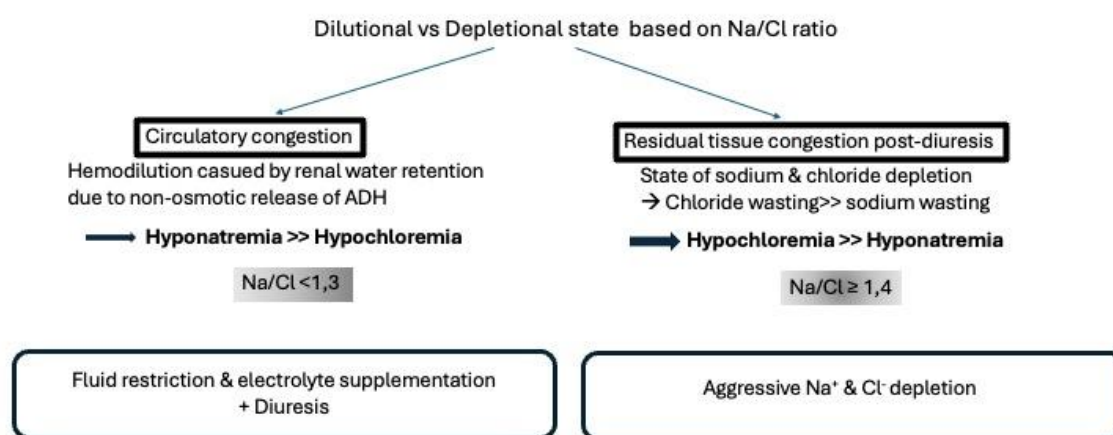 Dilutional vs Depletional state based on Na/Cl ratio
Circulatory congestion
Hemodilution casued by renal water retention
due to non-osmotic release of ADH
Hyponatremia >> Hypochloremia
Na/Cl <1,3
Fluid restriction & electrolyte supplementation
+ Diuresis
Residual tissue congestion post-diuresis
State of sodium & chloride depletion
→ Chloride wasting>> sodium wasting
Hypochloremia >> Hyponatremia
Na/Cl ≥ 1,4
Aggressive Na⁺ & Cl⁻ depletion